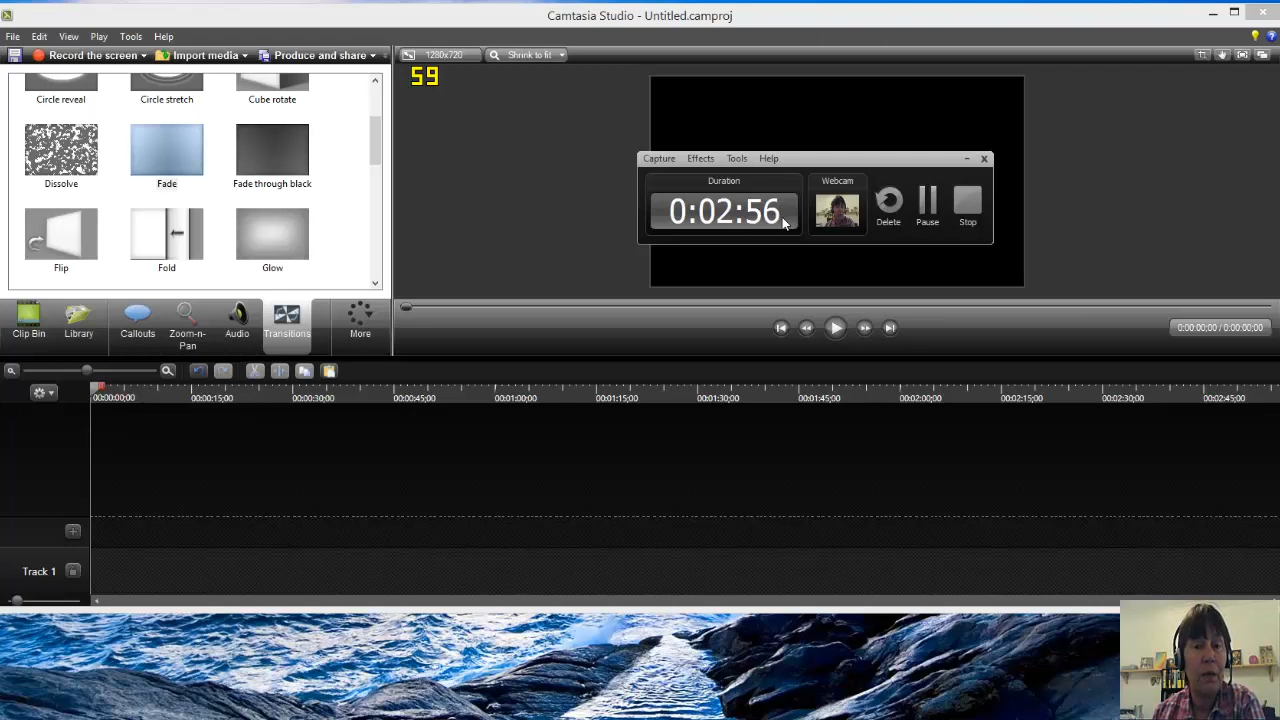 Camtasia Studio - Untitled.camproj
File Edit View Play Tools Help
Record the screen Import media Produce and share
1280x720 Shrink to fit
59
Circle reveal Circle stretch Cube rotate
Dissolve Fade Fade through black
Flip Fold Glow
Capture Effects Tools Help
Duration Webcam
0:02:56
Delete Pause Stop
Clip Bin Library Callouts Zoom-n-Pan Audio Transitions More
0:00:00;00 / 0:00:00;00
00:00:00;00 00:00:15;00 00:00:30;00 00:00:45;00 00:01:00;00 00:01:15;00 00:01:30;00 00:01:45;00 00:02:00;00 00:02:15;00 00:02:30;00 00:02:45;00
Track 1